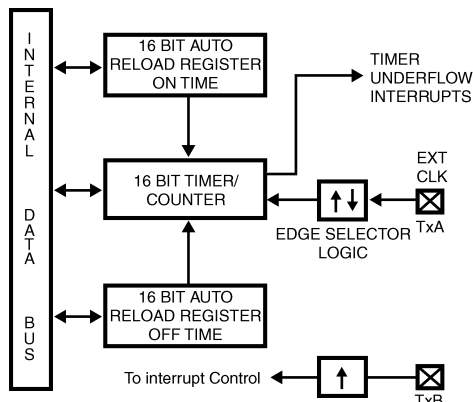 INTERNAL DATA BUS
16 BIT AUTO
RELOAD REGISTER
ON TIME
TIMER
UNDERFLOW
INTERRUPTS
16 BIT TIMER/
COUNTER
EXT
CLK
TxA
EDGE SELECTOR
LOGIC
16 BIT AUTO
RELOAD REGISTER
OFF TIME
To interrupt Control
TxB